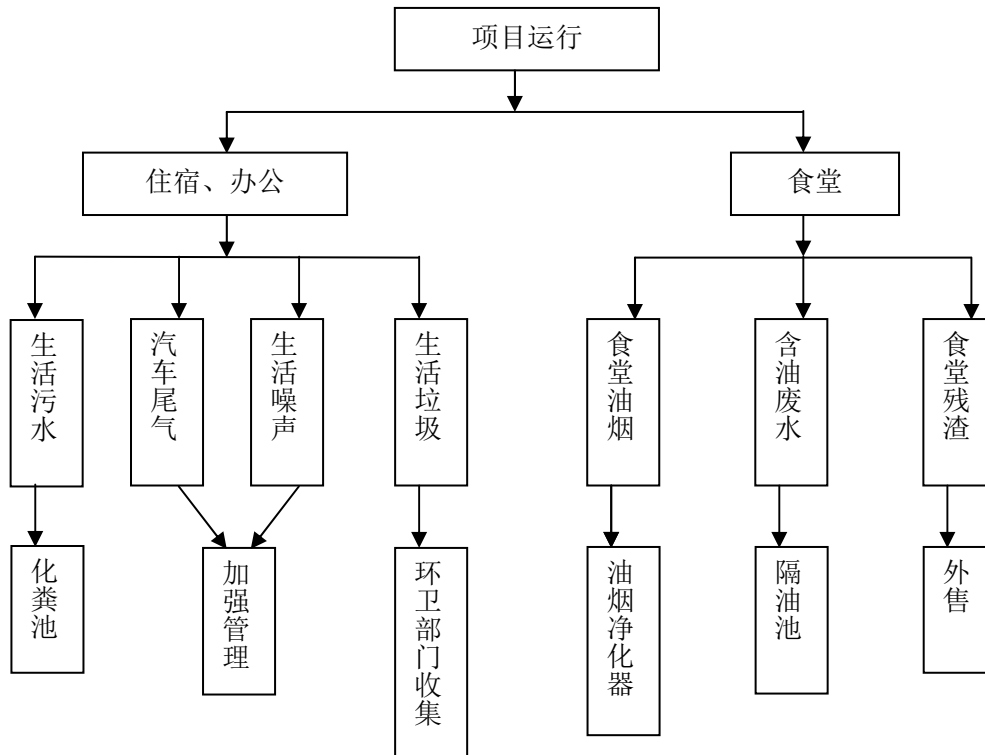 项目运行
住宿、办公
食堂
生活污水
汽车尾气
生活噪声
生活垃圾
食堂油烟
含油废水
食堂残渣
化粪池
加强管理
环卫部门收集
油烟净化器
隔油池
外售